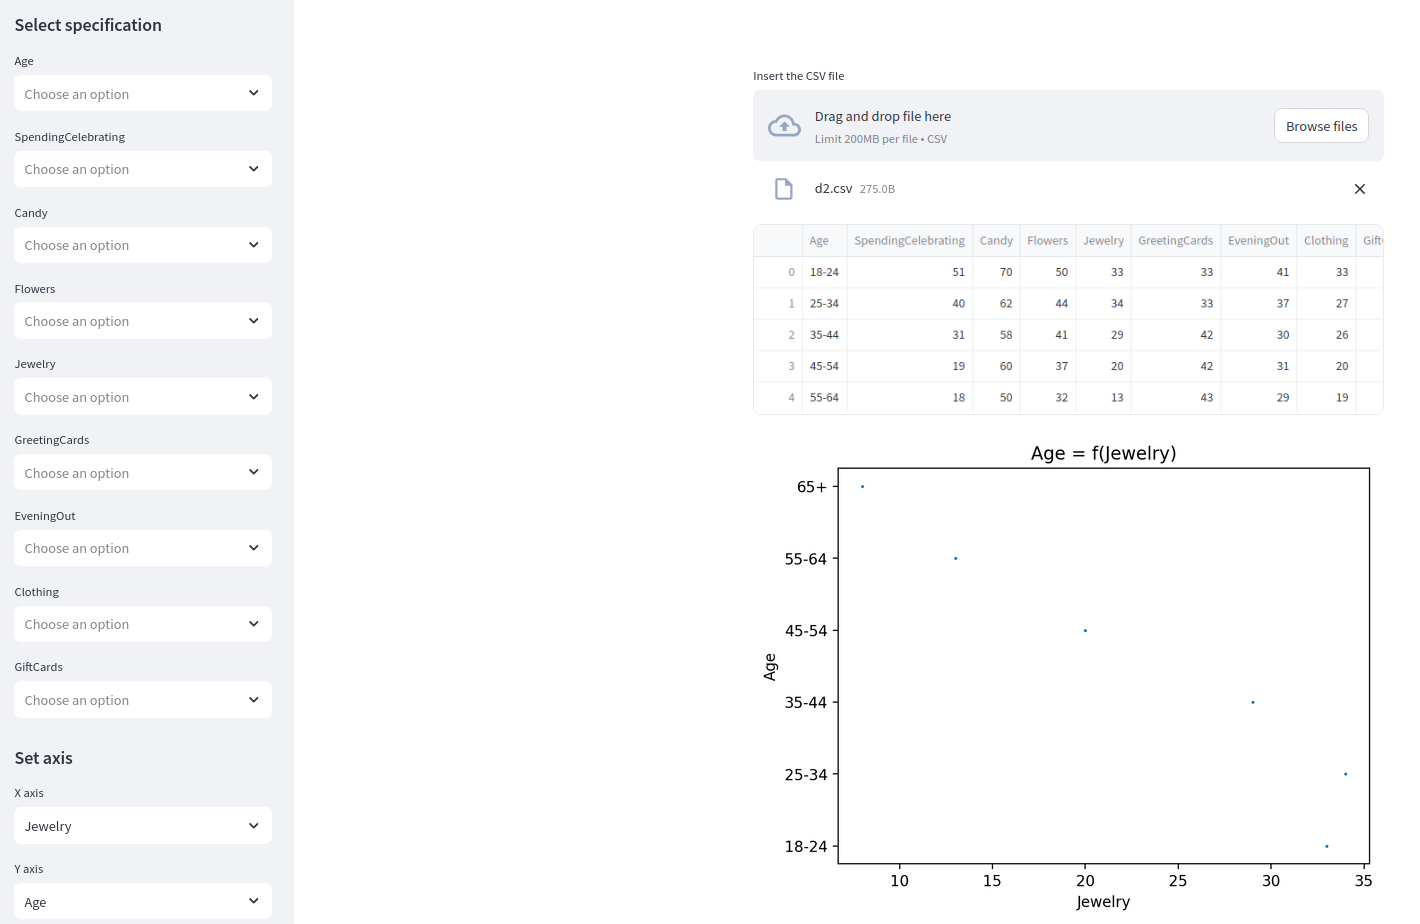 Select specification
Age
Choose an option
SpendingCelebrating
Choose an option
Candy
Choose an option
Flowers
Choose an option
Jewelry
Choose an option
GreetingCards
Choose an option
EveningOut
Choose an option
Clothing
Choose an option
GiftCards
Choose an option
Set axis
X axis
Jewelry
Y axis
Age
Insert the CSV file
Drag and drop file here
Limit 200MB per file • CSV
Browse files
d2.csv 275.0B
Age SpendingCelebrating Candy Flowers Jewelry GreetingCards EveningOut Clothing
0 18-24 51 70 50 33 33 41 33
1 25-34 40 62 44 34 33 37 27
2 35-44 31 58 41 29 42 30 26
3 45-54 19 60 37 20 42 31 20
4 55-64 18 50 32 13 43 29 19
Age = f(Jewelry)
65+
55-64
45-54
Age
35-44
25-34
18-24
10 15 20 25 30 35
Jewelry